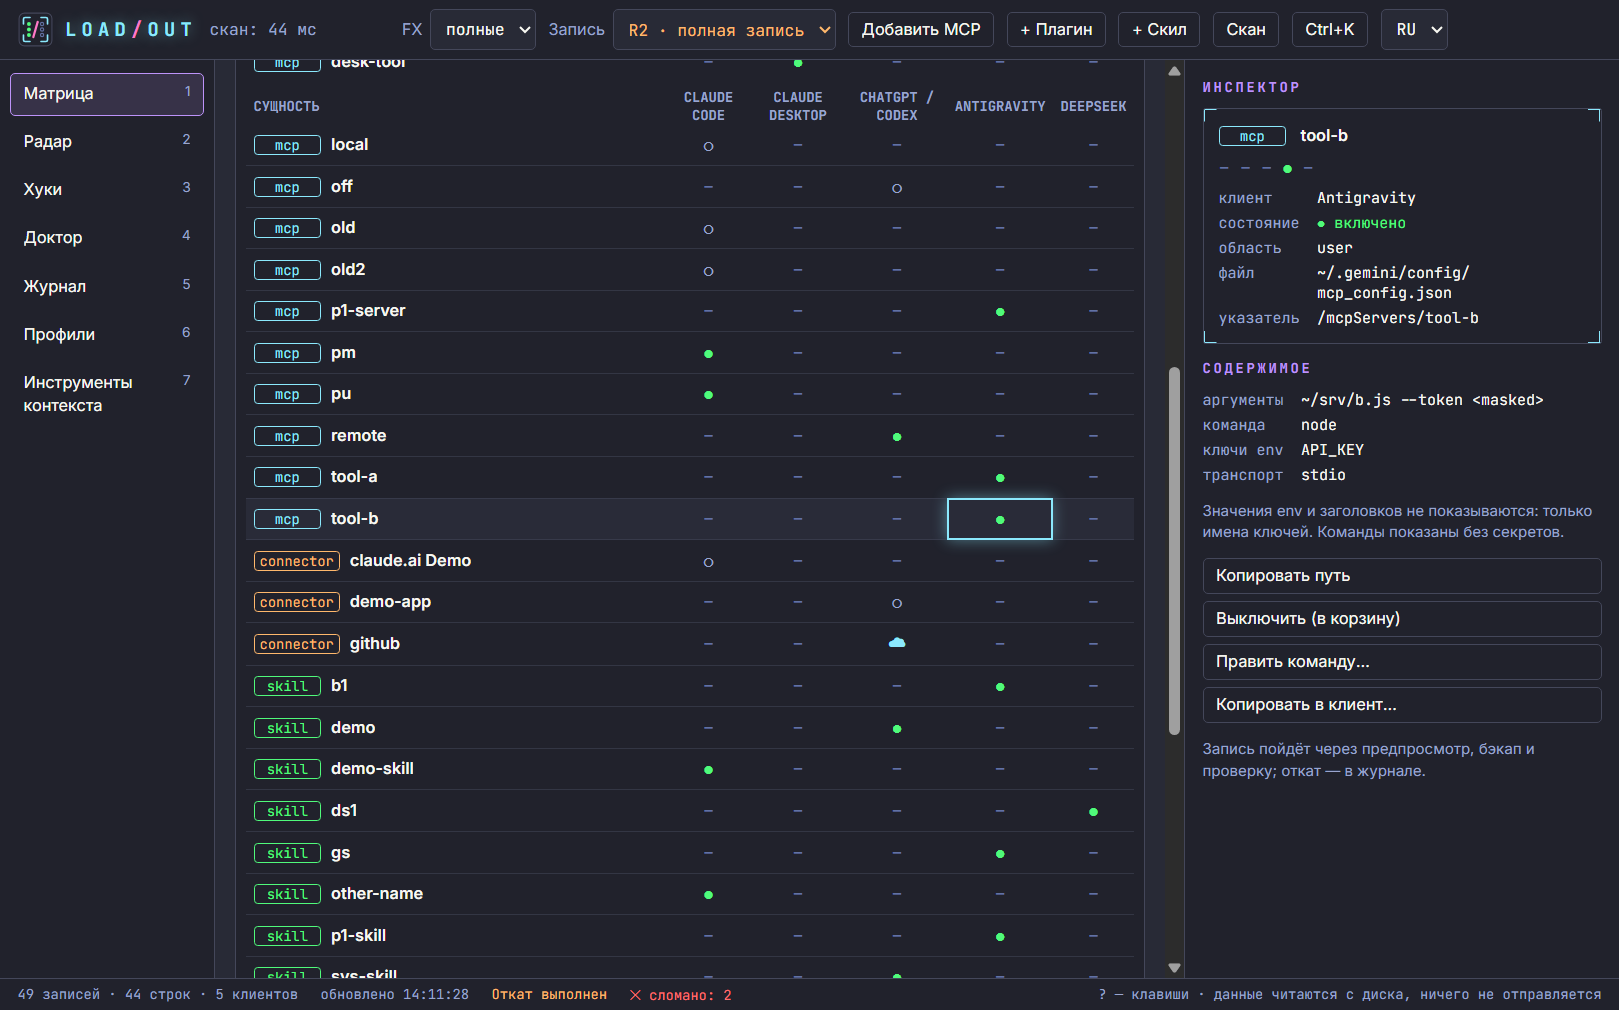 LOAD/OUT скан: 44 мс FX полные Запись R2 · полная запись Добавить MCP + Плагин + Скил Скан Ctrl+K RU
Матрица 1
Радар 2
Хуки 3
Доктор 4
Журнал 5
Профили 6
Инструменты контекста 7
mcp desk-tool — — — —
СУЩНОСТЬ CLAUDE CODE CLAUDE DESKTOP CHATGPT / CODEX ANTIGRAVITY DEEPSEEK
mcp local — — — —
mcp off — — — —
mcp old — — — —
mcp old2 — — — —
mcp p1-server — — — —
mcp pm — — — —
mcp pu — — — —
mcp remote — — — —
mcp tool-a — — — —
mcp tool-b — — — —
connector claude.ai Demo — — — —
connector demo-app — — — —
connector github — — — —
skill b1 — — — —
skill demo — — — —
skill demo-skill — — — —
skill ds1 — — — —
skill gs — — — —
skill other-name — — — —
skill p1-skill — — — —
skill sys-skill — — — —
ИНСПЕКТОР
mcp tool-b
— — — ● —
клиент Antigravity
состояние ● включено
область user
файл ~/.gemini/config/
mcp_config.json
указатель /mcpServers/tool-b
СОДЕРЖИМОЕ
аргументы ~/srv/b.js --token <masked>
команда node
ключи env API_KEY
транспорт stdio
Значения env и заголовков не показываются: только
имена ключей. Команды показаны без секретов.
Копировать путь
Выключить (в корзину)
Править команду…
Копировать в клиент…
Запись пойдёт через предпросмотр, бэкап и
проверку; откат — в журнале.
49 записей · 44 строк · 5 клиентов обновлено 14:11:28 Откат выполнен ✕ сломано: 2 ? — клавиши · данные читаются с диска, ничего не отправляется